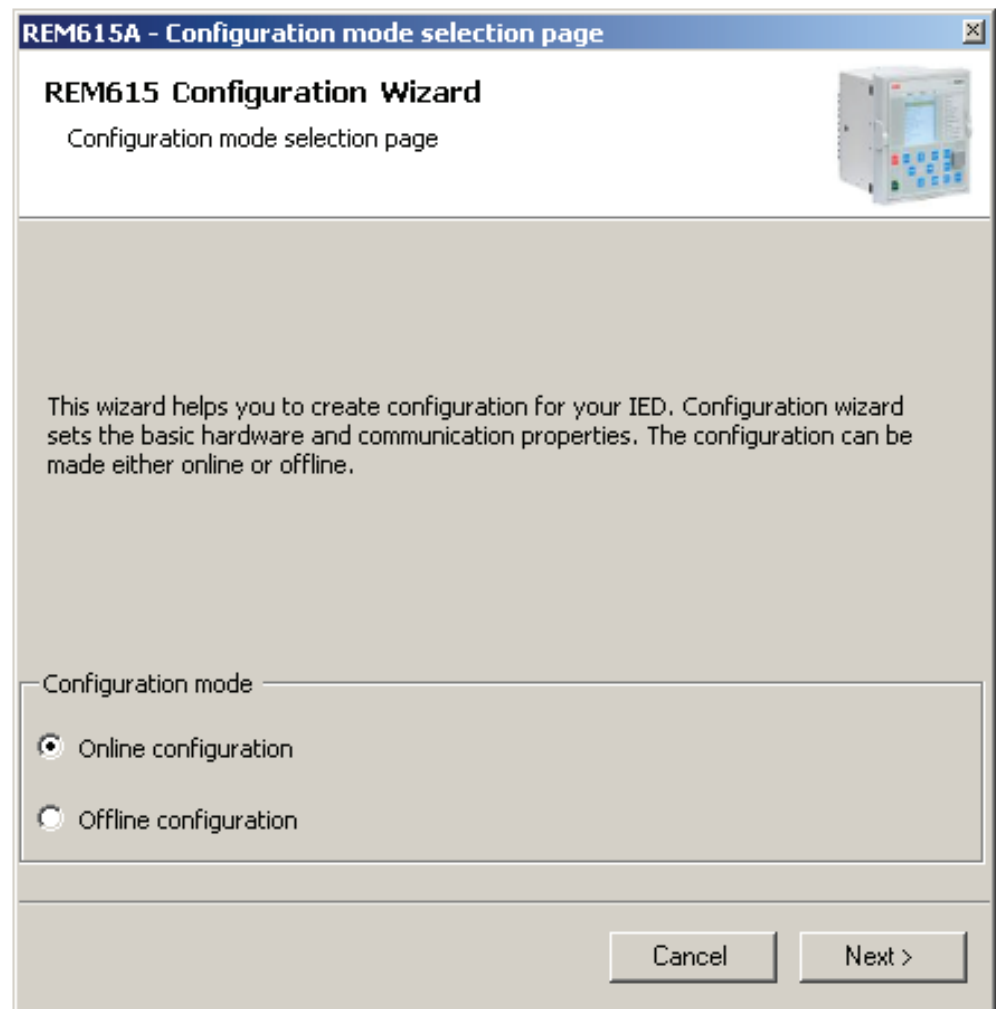 REM615A - Configuration mode selection page
REM615 Configuration Wizard
Configuration mode selection page
This wizard helps you to create configuration for your IED. Configuration wizard
sets the basic hardware and communication properties. The configuration can be
made either online or offline.
Configuration mode
Online configuration
Offline configuration
Cancel
Next >